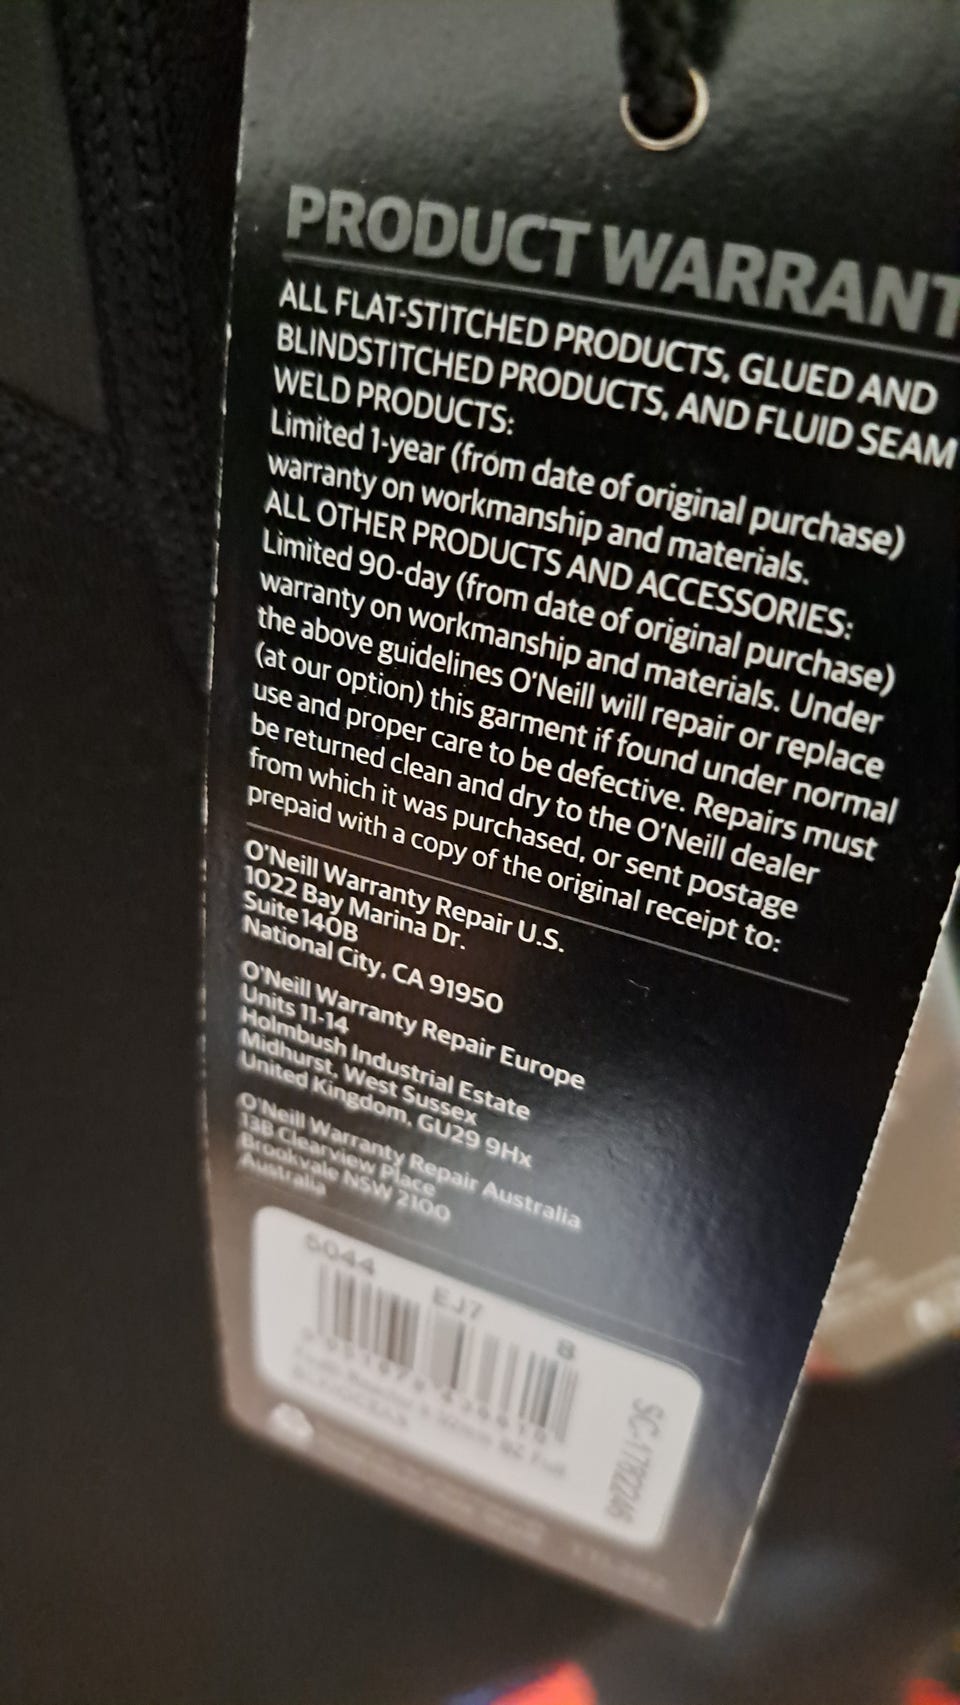 PRODUCT WARRANT
ALL FLAT-STITCHED PRODUCTS, GLUED AND
BLINDSTITCHED PRODUCTS, AND FLUID SEAM
WELD PRODUCTS:
Limited 1-year (from date of original purchase)
warranty on workmanship and materials.
ALL OTHER PRODUCTS AND ACCESSORIES:
Limited 90-day (from date of original purchase)
warranty on workmanship and materials. Under
the above guidelines O'Neill will repair or replace
(at our option) this garment if found under normal
use and proper care to be defective. Repairs must
be returned clean and dry to the O'Neill dealer
from which it was purchased, or sent postage
prepaid with a copy of the original receipt to:
O'Neill Warranty Repair U.S.
1022 Bay Marina Dr.
Suite 140B
National City, CA 91950
O'Neill Warranty Repair Europe
Units 11-14
Holmbush Industrial Estate
Midhurst, West Sussex
United Kingdom, GU29 9Hx
O'Neill Warranty Repair Australia
13B Clearview Place
Brookvale NSW 2100
Australia
5044 EJ7 8